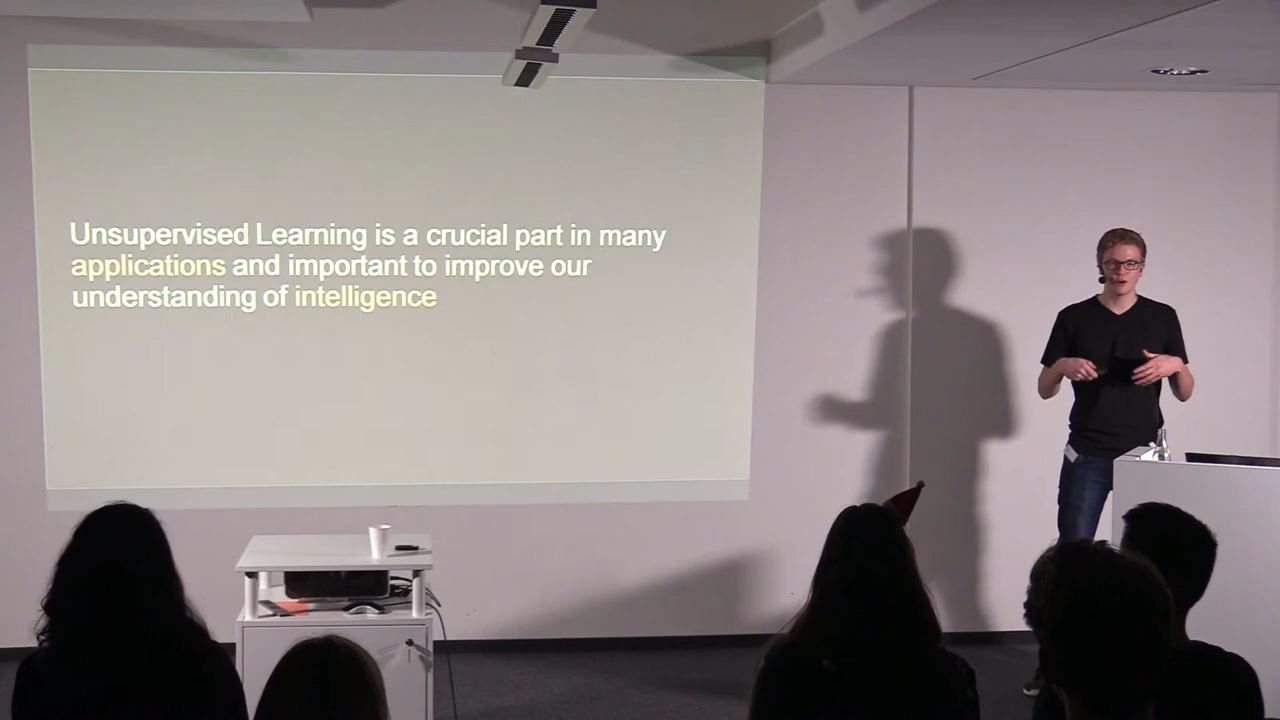 Unsupervised Learning is a crucial part in many
applications and important to improve our
understanding of intelligence